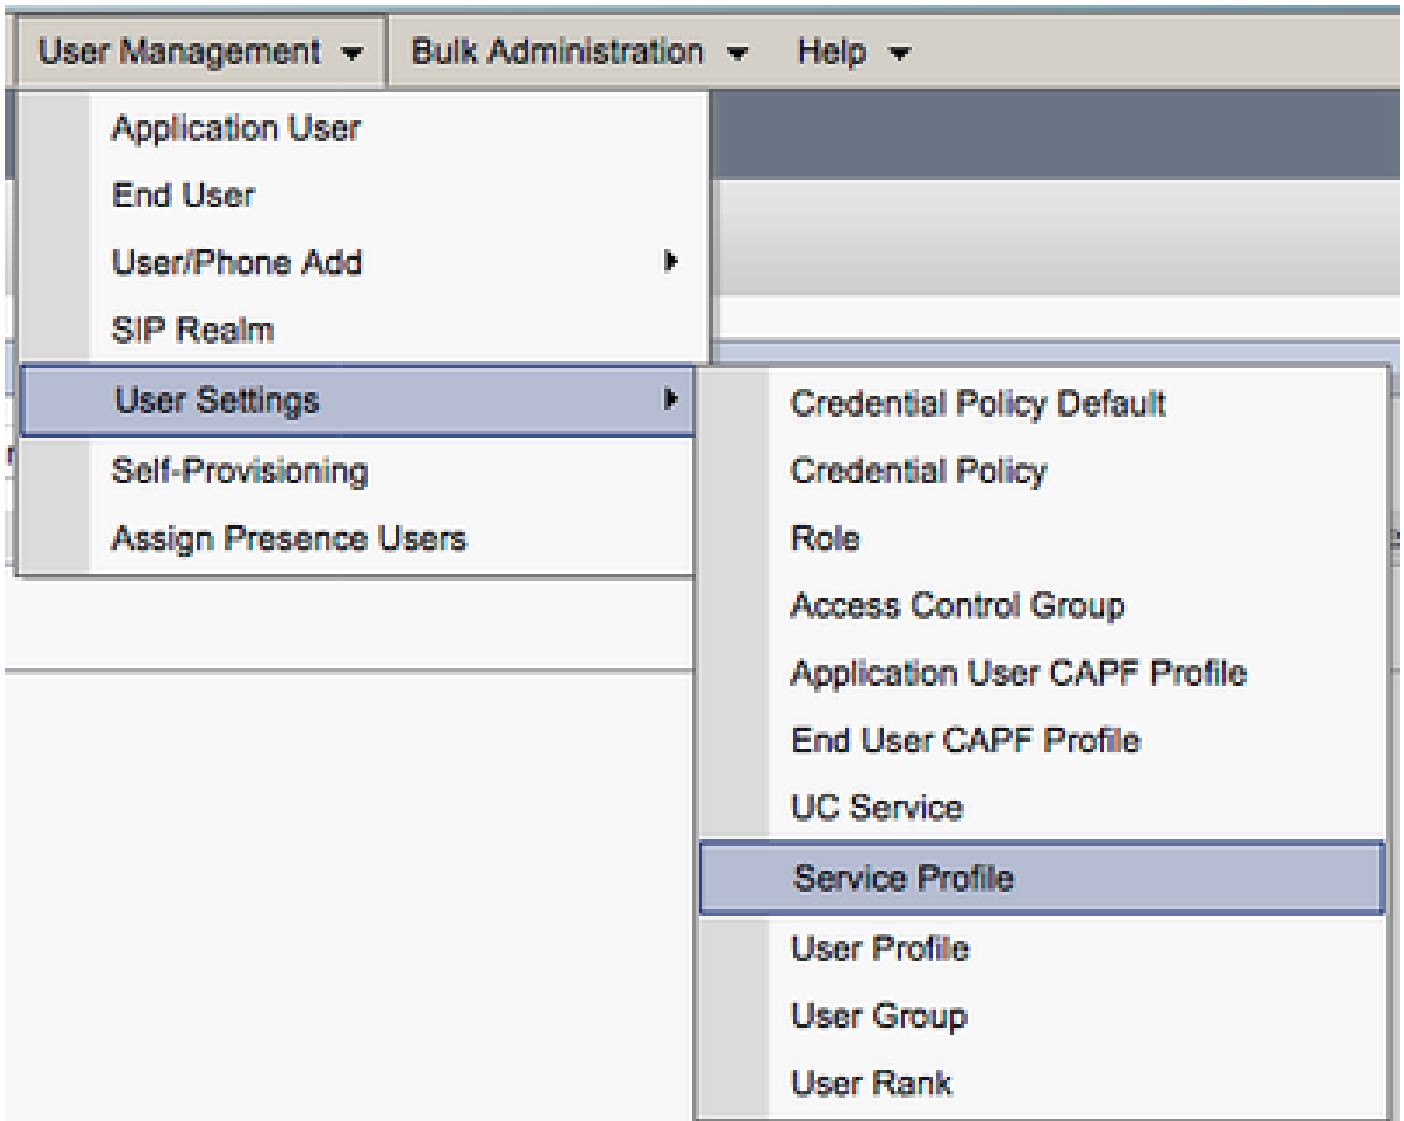 User Management Bulk Administration Help
Application User
End User
User/Phone Add
SIP Realm
User Settings
Self-Provisioning
Assign Presence Users
Credential Policy Default
Credential Policy
Role
Access Control Group
Application User CAPF Profile
End User CAPF Profile
UC Service
Service Profile
User Profile
User Group
User Rank